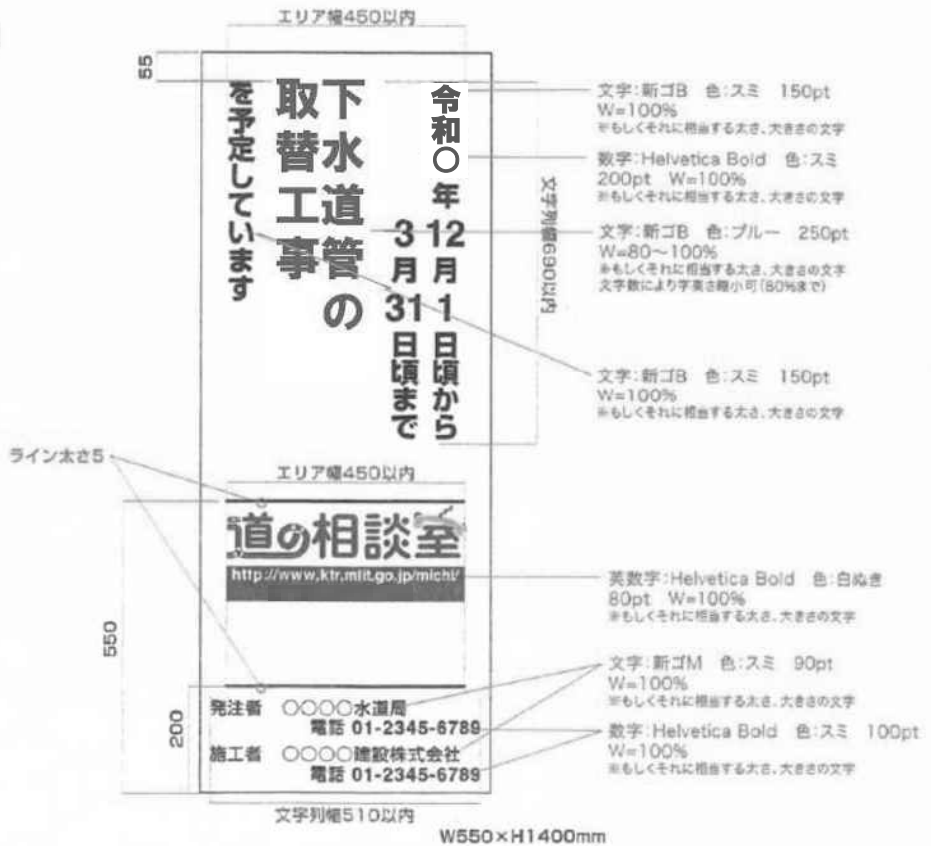 エリア幅450以内
55
令和○年12月1日頃から
3月31日頃まで
下水道管の
取替工事
を予定しています
文字列幅690以内
文字:新ゴB 色:スミ 150pt
W=100%
※もしくそれに相当する太さ、大きさの文字
数字:Helvetica Bold 色:スミ
200pt W=100%
※もしくそれに相当する太さ、大きさの文字
文字:新ゴB 色:ブルー 250pt
W=80~100%
※もしくそれに相当する太さ、大きさの文字
文字数により字高さ縮小可(80%まで)
文字:新ゴB 色:スミ 150pt
W=100%
※もしくそれに相当する太さ、大きさの文字
ライン太さ5
エリア幅450以内
道の相談室
http://www.ktr.mlit.go.jp/michi/
英数字:Helvetica Bold 色:白ぬき
80pt W=100%
※もしくそれに相当する太さ、大きさの文字
550
200
発注者 ○○○○水道局
電話 01-2345-6789
施工者 ○○○○建設株式会社
電話 01-2345-6789
文字:新ゴM 色:スミ 90pt
W=100%
※もしくそれに相当する太さ、大きさの文字
数字:Helvetica Bold 色:スミ 100pt
W=100%
※もしくそれに相当する太さ、大きさの文字
文字列幅510以内
W550×H1400mm